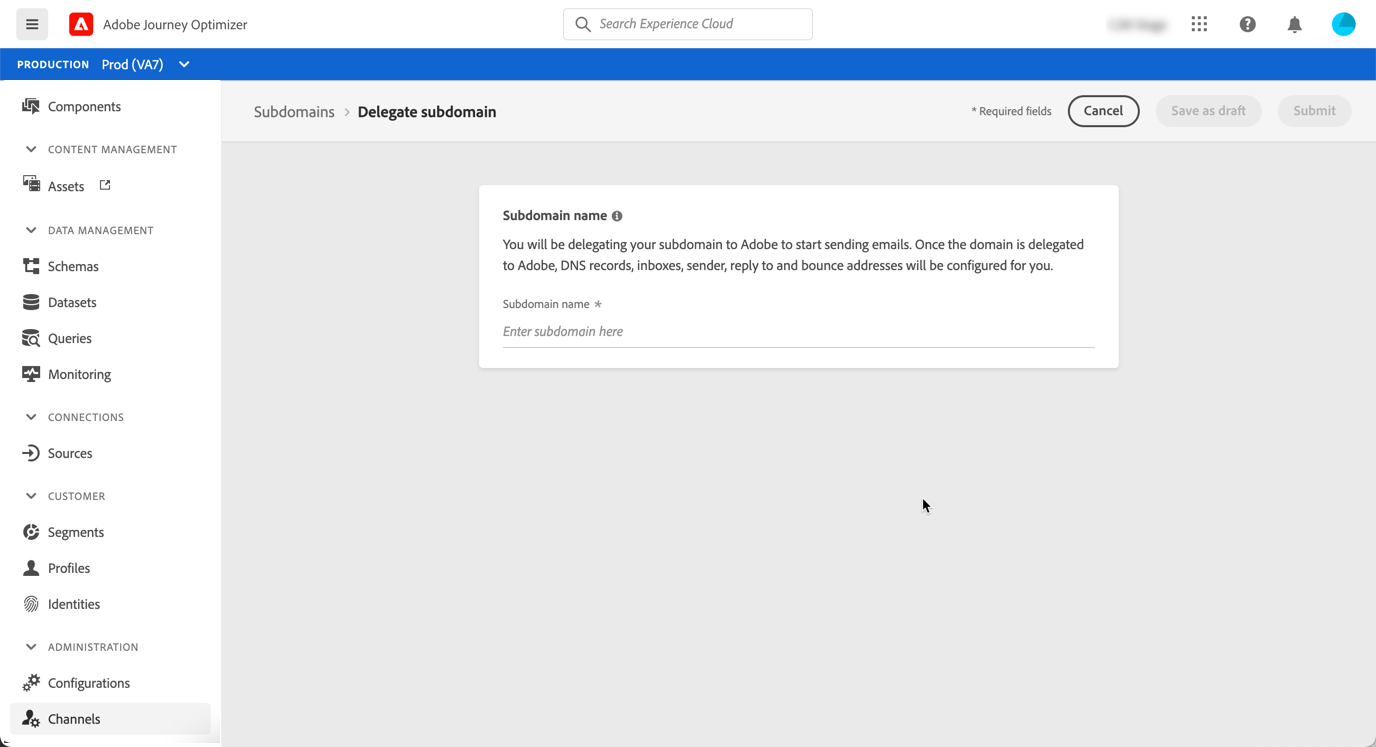 Adobe Journey Optimizer
Search Experience Cloud
PRODUCTION Prod (VA7)
Components
CONTENT MANAGEMENT
Assets
DATA MANAGEMENT
Schemas
Datasets
Queries
Monitoring
CONNECTIONS
Sources
CUSTOMER
Segments
Profiles
Identities
ADMINISTRATION
Configurations
Channels
Subdomains > Delegate subdomain
* Required fields
Cancel
Save as draft
Submit
Subdomain name
You will be delegating your subdomain to Adobe to start sending emails. Once the domain is delegated
to Adobe, DNS records, inboxes, sender, reply to and bounce addresses will be configured for you.
Subdomain name *
Enter subdomain here